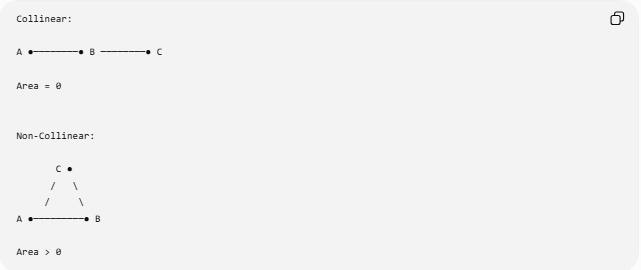 Collinear:
A ●────────● B ────────● C
Area = 0
Non-Collinear:
C ●
/ \
/ \
A ●─────────● B
Area > 0